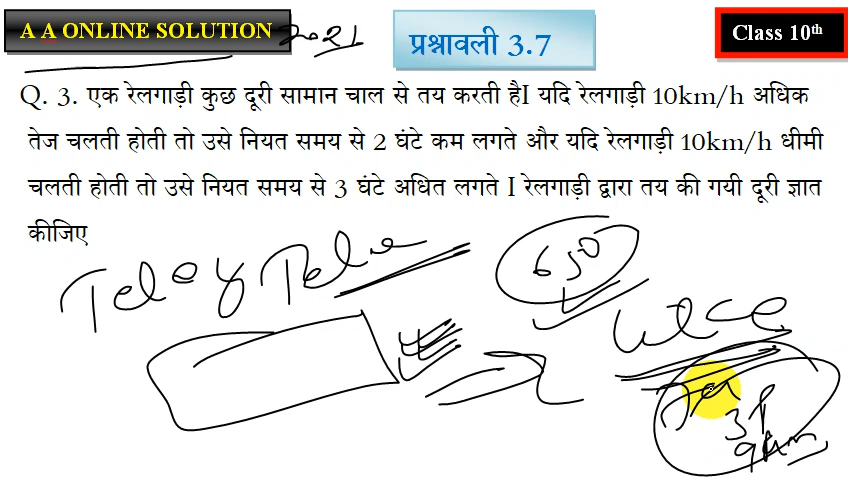 A A ONLINE SOLUTION
2021
प्रश्नावली 3.7
Class 10th
Q. 3. एक रेलगाड़ी कुछ दूरी सामान चाल से तय करती हैI यदि रेलगाड़ी 10km/h अधिक
तेज चलती होती तो उसे नियत समय से 2 घंटे कम लगते और यदि रेलगाड़ी 10km/h धीमी
चलती होती तो उसे नियत समय से 3 घंटे अधित लगते I रेलगाड़ी द्वारा तय की गयी दूरी ज्ञात
कीजिए
650